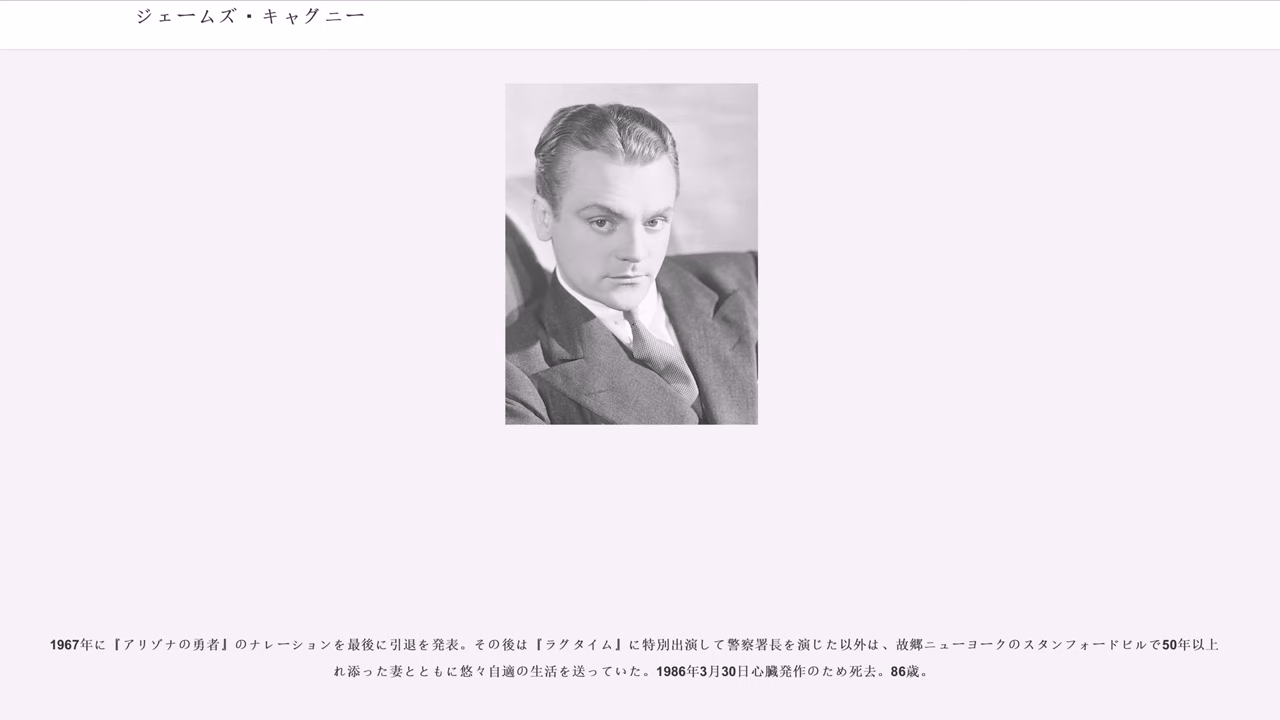 ジェームズ・キャグニー
1967年に『アリゾナの勇者』のナレーションを最後に引退を発表。その後は『ラグタイム』に特別出演して警察署長を演じた以外は、故郷ニューヨークのスタンフォードビルで50年以上
れ添った妻とともに悠々自適の生活を送っていた。1986年3月30日心臓発作のため死去。86歳。